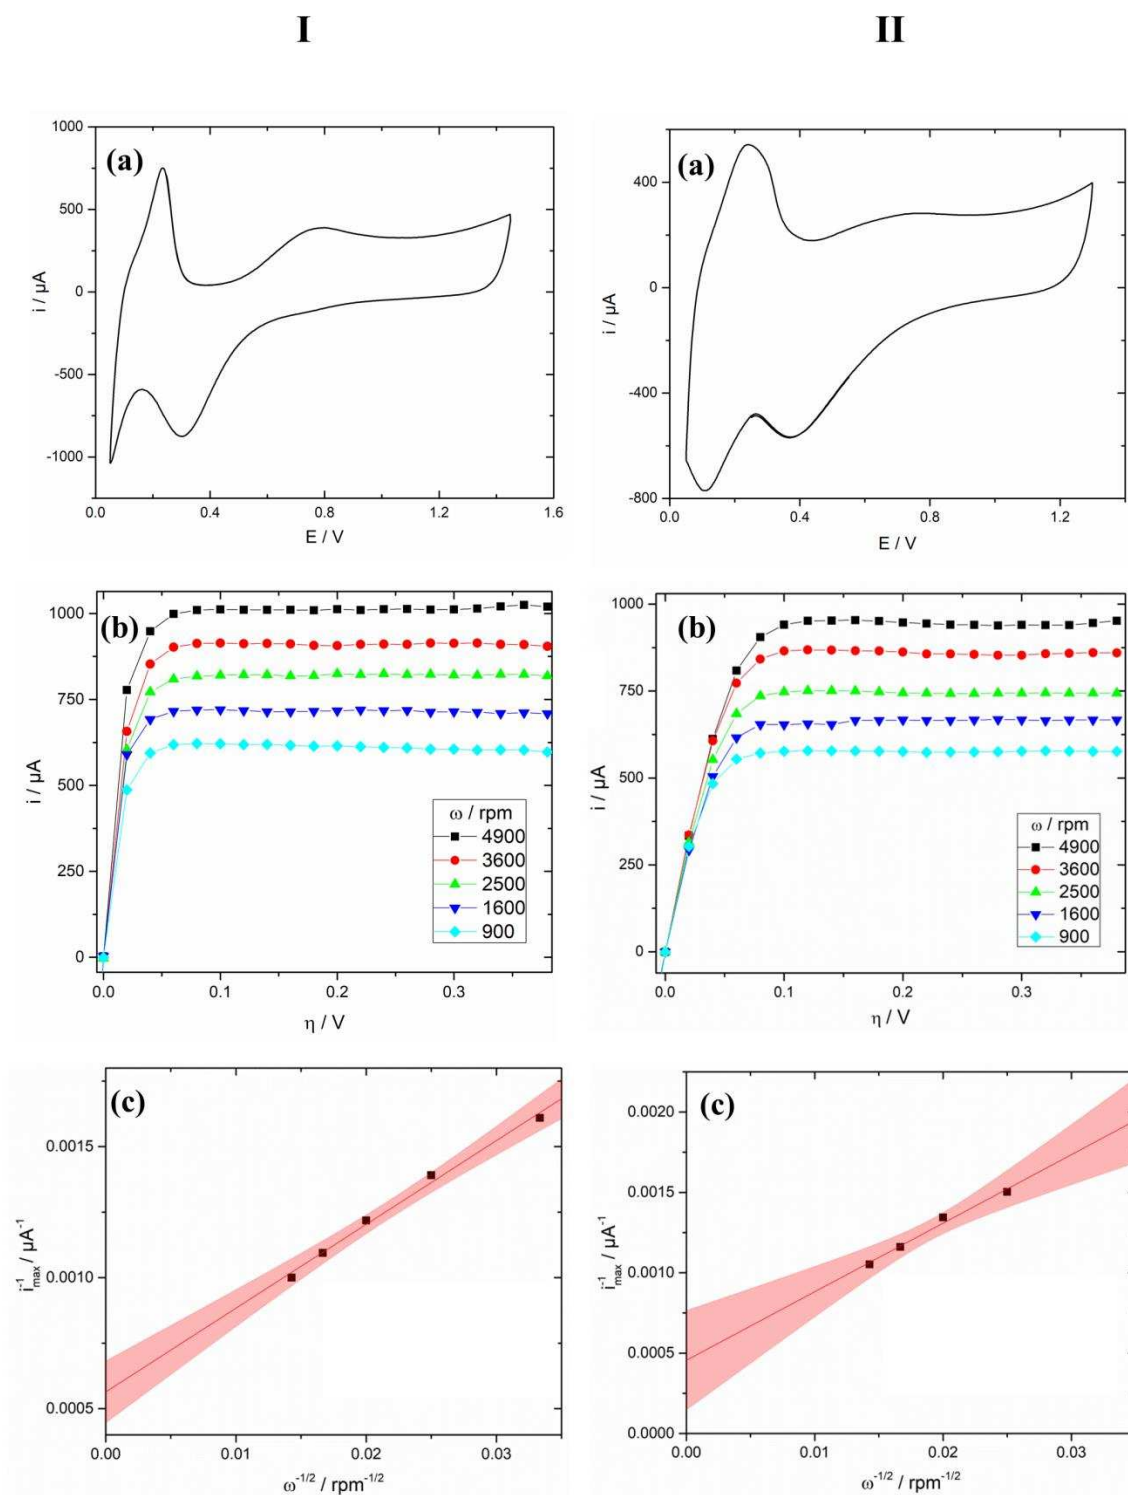 I
II
(a)
1000
500
0
-500
-1000
i / µA
0.0 0.4 0.8 1.2 1.6
E / V
(a)
400
0
-400
-800
i / µA
0.0 0.4 0.8 1.2
E / V
(b)
1000
750
500
250
0
i / µA
ω / rpm
4900
3600
2500
1600
900
0.0 0.1 0.2 0.3
η / V
(b)
1000
750
500
250
0
i / µA
ω / rpm
4900
3600
2500
1600
900
0.0 0.1 0.2 0.3
η / V
(c)
0.0015
0.0010
0.0005
i⁻¹max / µA⁻¹
0.00 0.01 0.02 0.03
ω⁻¹/² / rpm⁻¹/²
(c)
0.0020
0.0015
0.0010
0.0005
0.0000
i⁻¹max / µA⁻¹
0.00 0.01 0.02 0.03
ω⁻¹/² / rpm⁻¹/²